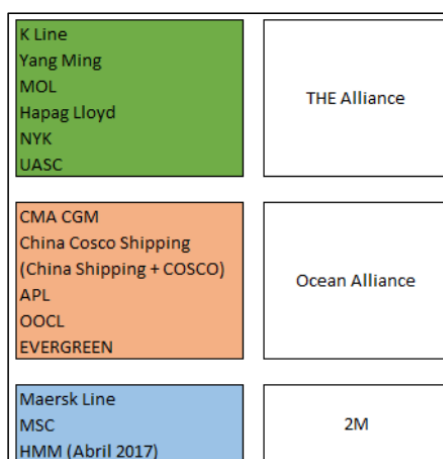 K Line
Yang Ming
MOL
Hapag Lloyd
NYK
UASC
THE Alliance
CMA CGM
China Cosco Shipping
(China Shipping + COSCO)
APL
OOCL
EVERGREEN
Ocean Alliance
Maersk Line
MSC
HMM (Abril 2017)
2M